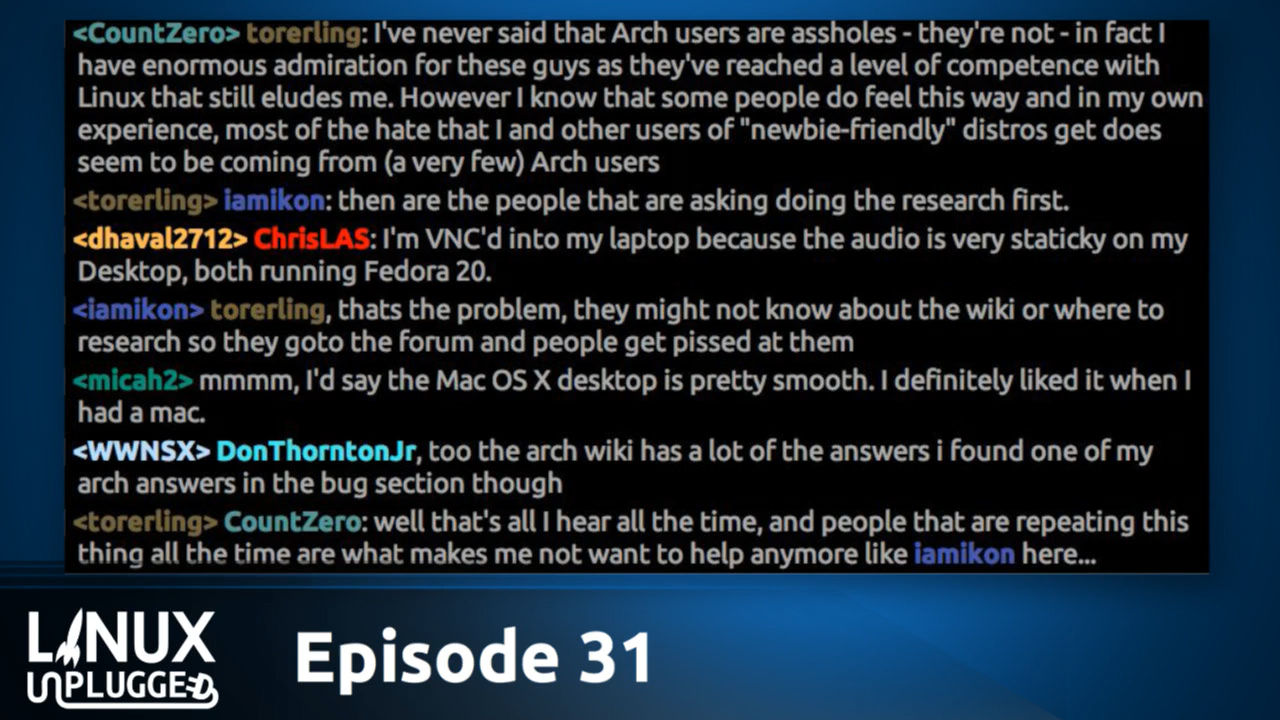 <CountZero> torerling: I've never said that Arch users are assholes - they're not - in fact I
have enormous admiration for these guys as they've reached a level of competence with
Linux that still eludes me. However I know that some people do feel this way and in my own
experience, most of the hate that I and other users of "newbie-friendly" distros get does
seem to be coming from (a very few) Arch users
<torerling> iamikon: then are the people that are asking doing the research first.
<dhaval2712> ChrisLAS: I'm VNC'd into my laptop because the audio is very staticky on my
Desktop, both running Fedora 20.
<iamikon> torerling, thats the problem, they might not know about the wiki or where to
research so they goto the forum and people get pissed at them
<micah2> mmmm, I'd say the Mac OS X desktop is pretty smooth. I definitely liked it when I
had a mac.
<WWNSX> DonThorntonJr, too the arch wiki has a lot of the answers i found one of my
arch answers in the bug section though
<torerling> CountZero: well that's all I hear all the time, and people that are repeating this
thing all the time are what makes me not want to help anymore like iamikon here...
LINUX
UNPLUGGED
Episode 31